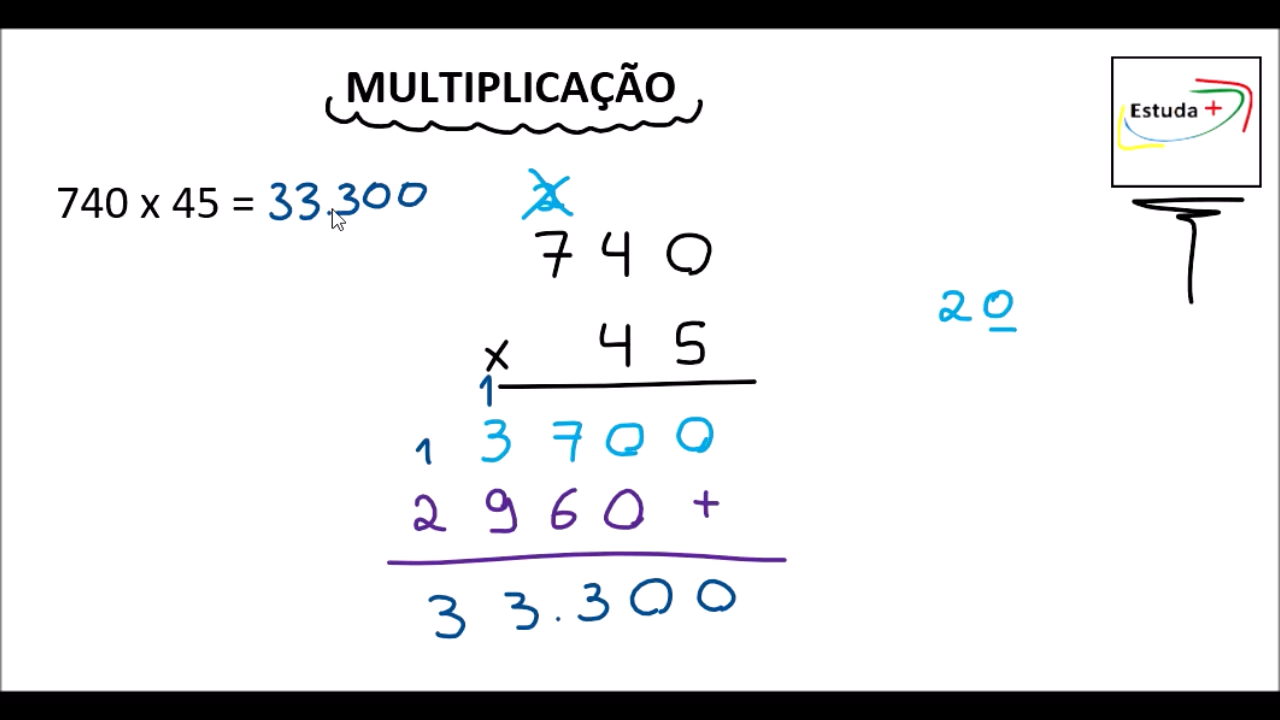 MULTIPLICAÇÃO
Estuda +
740 x 45 = 33.300
2
7 4 0
20
x 4 5
1
1 3 7 0 0
2 9 6 0 +
3 3 . 3 0 0